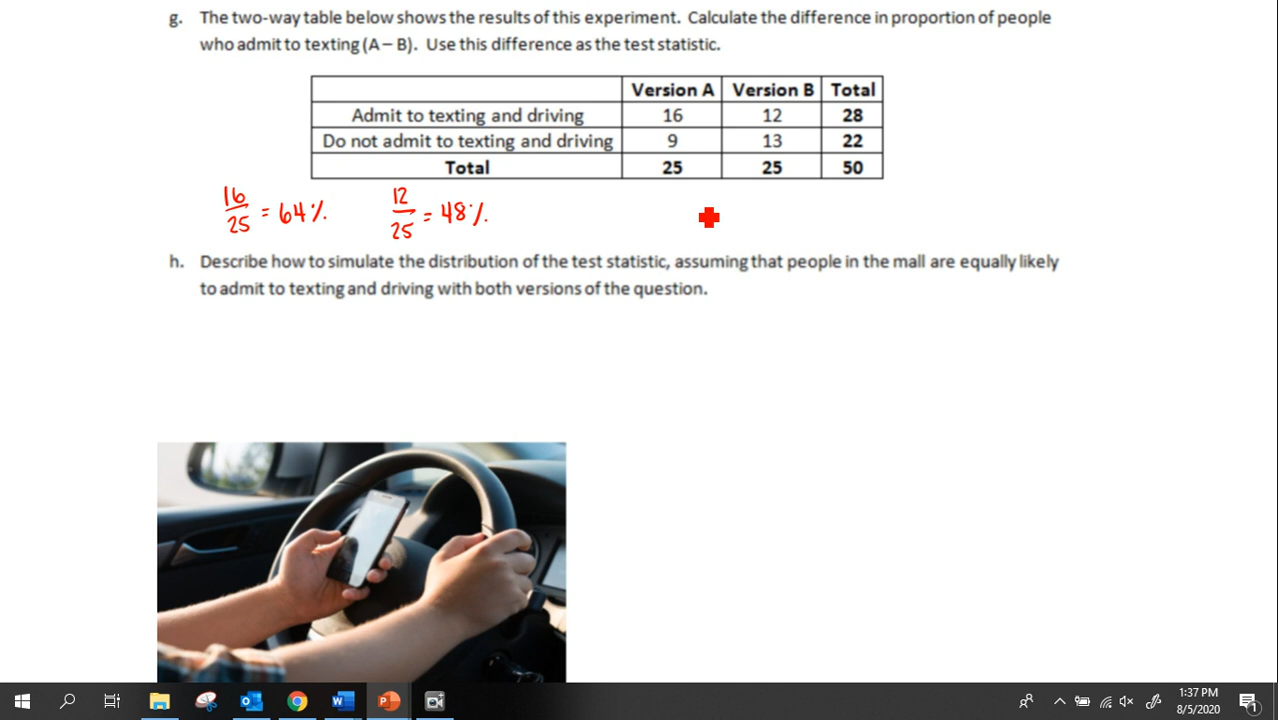 g. The two-way table below shows the results of this experiment. Calculate the difference in proportion of people
who admit to texting (A – B). Use this difference as the test statistic.
Version A Version B Total
Admit to texting and driving 16 12 28
Do not admit to texting and driving 9 13 22
Total 25 25 50
16/25 = 64% 12/25 = 48%
h. Describe how to simulate the distribution of the test statistic, assuming that people in the mall are equally likely
to admit to texting and driving with both versions of the question.
1:37 PM
8/5/2020